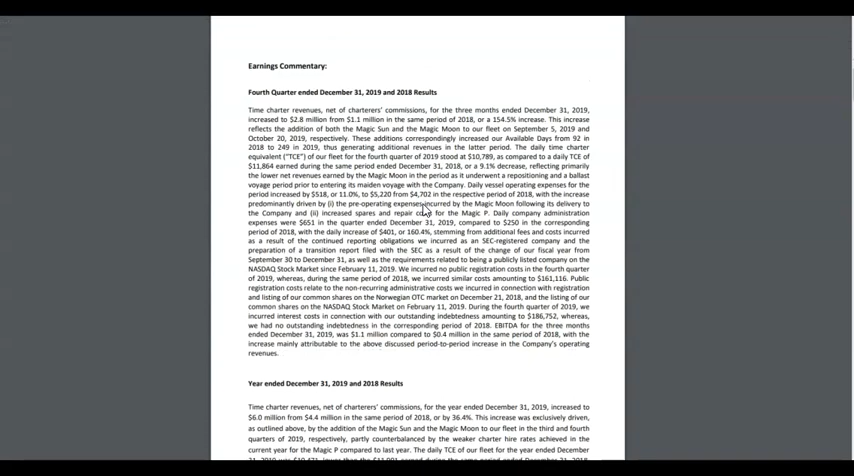 Earnings Commentary:
Fourth Quarter ended December 31, 2019 and 2018 Results
Time charter revenues, net of charterers' commissions, for the three months ended December 31, 2019,
increased to $2.8 million from $1.1 million in the same period of 2018, or a 154.5% increase. This increase
reflects the addition of both the Magic Sun and the Magic Moon to our fleet on September 5, 2019 and
October 20, 2019, respectively. These additions correspondingly increased our Available Days from 92 in
2018 to 249 in 2019, thus generating additional revenues in the latter period. The daily time charter
equivalent ("TCE") of our fleet for the fourth quarter of 2019 stood at $10,789, as compared to a daily TCE of
$11,864 earned during the same period ended December 31, 2018, or a 9.1% decrease, reflecting primarily
the lower net revenues earned by the Magic Moon in the period as it underwent a repositioning and a ballast
voyage period prior to entering its maiden voyage with the Company. Daily vessel operating expenses for the
period increased by $518, or 11.0%, to $5,220 from $4,702 in the respective period of 2018, with the increase
predominantly driven by (i) the pre-operating expenses incurred by the Magic Moon following its delivery to
the Company and (ii) increased spares and repair costs for the Magic P. Daily company administration
expenses were $651 in the quarter ended December 31, 2019, compared to $250 in the corresponding
period of 2018, with the daily increase of $401, or 160.4%, stemming from additional fees and costs incurred
as a result of the continued reporting obligations we incurred as an SEC-registered company and the
preparation of a transition report filed with the SEC as a result of the change of our fiscal year from
September 30 to December 31, as well as the requirements related to being a publicly listed company on the
NASDAQ Stock Market since February 11, 2019. We incurred no public registration costs in the fourth quarter
of 2019, whereas, during the same period of 2018, we incurred similar costs amounting to $161,116. Public
registration costs relate to the non-recurring administrative costs we incurred in connection with registration
and listing of our common shares on the Norwegian OTC market on December 21, 2018, and the listing of our
common shares on the NASDAQ Stock Market on February 11, 2019. During the fourth quarter of 2019, we
incurred interest costs in connection with our outstanding indebtedness amounting to $186,752, whereas,
we had no outstanding indebtedness in the corresponding period of 2018. EBITDA for the three months
ended December 31, 2019, was $1.1 million compared to $0.4 million in the same period of 2018, with the
increase mainly attributable to the above discussed period-to-period increase in the Company's operating
revenues.
Year ended December 31, 2019 and 2018 Results
Time charter revenues, net of charterers' commissions, for the year ended December 31, 2019, increased to
$6.0 million from $4.4 million in the same period of 2018, or by 36.4%. This increase was exclusively driven,
as outlined above, by the addition of the Magic Sun and the Magic Moon to our fleet in the third and fourth
quarters of 2019, respectively, partly counterbalanced by the weaker charter hire rates achieved in the
current year for the Magic P compared to last year. The daily TCE of our fleet for the year ended December